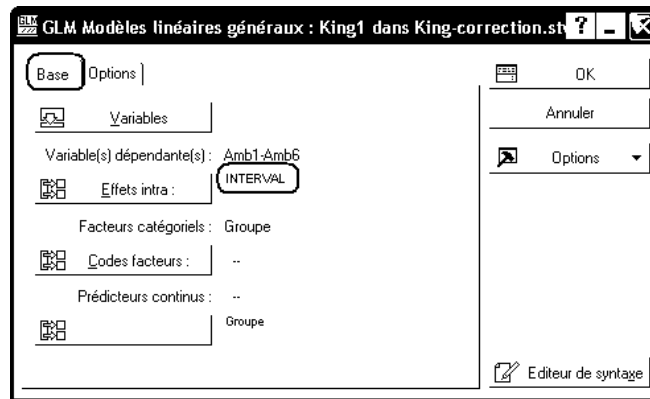 GLM Modèles linéaires généraux : King1 dans King-correction.st
Base Options
OK
Annuler
Options
Variables
Variable(s) dépendante(s) : Amb1-Amb6
Effets intra : INTERVAL
Facteurs catégoriels : Groupe
Codes facteurs : --
Prédicteurs continus : --
Groupe
Editeur de syntaxe